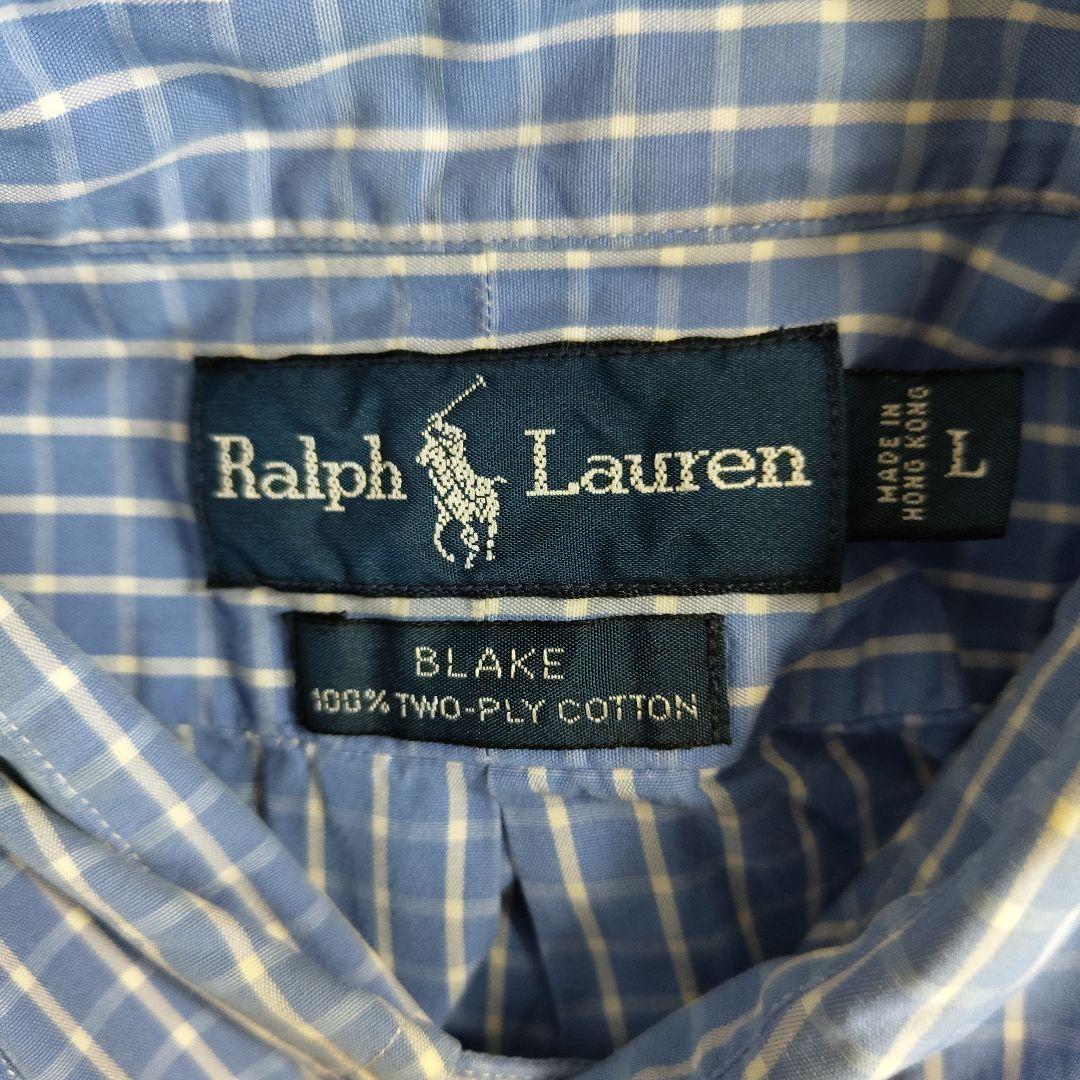 Ralph Lauren
MADE IN
HONG KONG
L
BLAKE
100% TWO-PLY COTTON